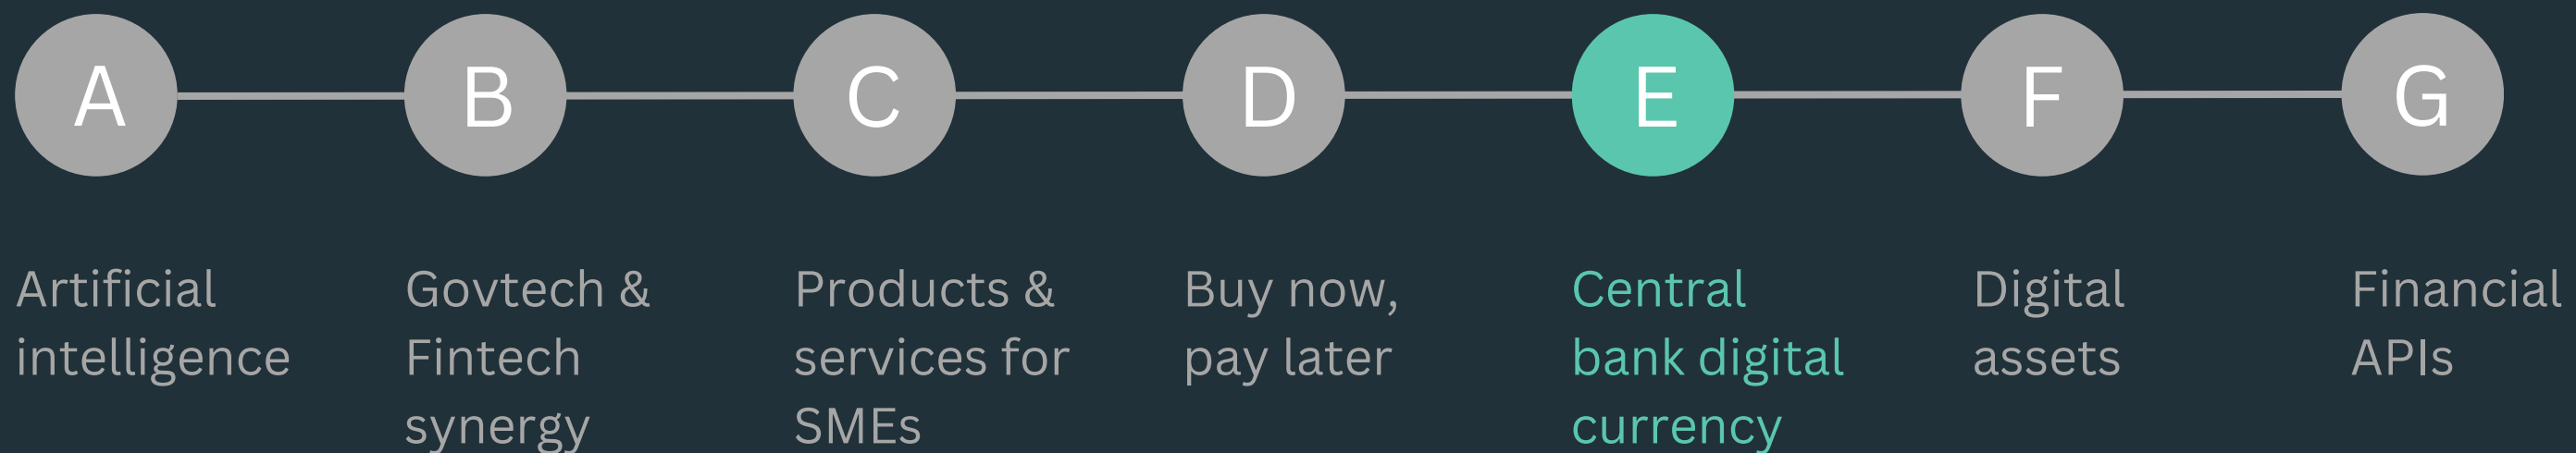 A
B
C
D
E
F
G
Artificial
intelligence
Govtech &
Fintech
synergy
Products &
services for
SMEs
Buy now,
pay later
Central
bank digital
currency
Digital
assets
Financial
APIs